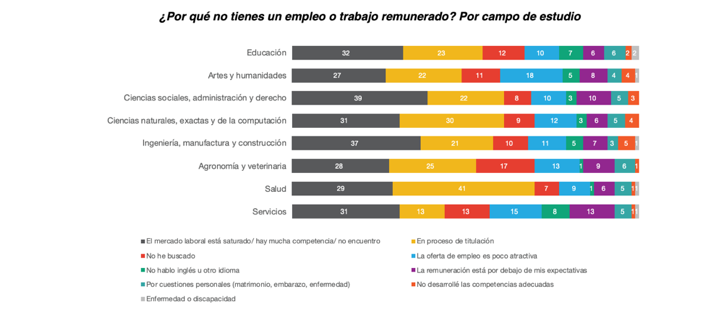 ¿Por qué no tienes un empleo o trabajo remunerado? Por campo de estudio
Educación 32 23 12 10 7 6 6 2 2
Artes y humanidades 27 22 11 18 5 8 4 4 1
Ciencias sociales, administración y derecho 39 22 8 10 3 10 5 3
Ciencias naturales, exactas y de la computación 31 30 9 12 3 6 5 4
Ingeniería, manufactura y construcción 37 21 10 11 5 7 3 5 1
Agronomía y veterinaria 28 25 17 13 1 9 6 1
Salud 29 41 7 9 1 6 5 1 1
Servicios 31 13 13 15 8 13 5 1 1
El mercado laboral está saturado/ hay mucha competencia/ no encuentro
En proceso de titulación
No he buscado
La oferta de empleo es poco atractiva
No hablo inglés u otro idioma
La remuneración está por debajo de mis expectativas
Por cuestiones personales (matrimonio, embarazo, enfermedad)
No desarrollé las competencias adecuadas
Enfermedad o discapacidad